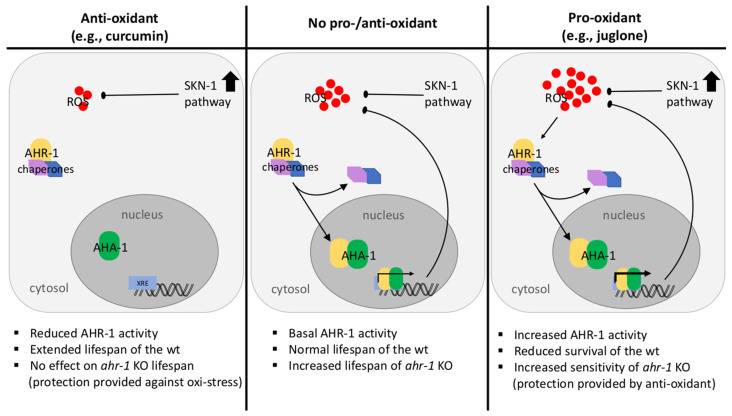 Anti-oxidant
(e.g., curcumin)
ROS
SKN-1
pathway
AHR-1
chaperones
nucleus
AHA-1
XRE
cytosol
Reduced AHR-1 activity
Extended lifespan of the wt
No effect on ahr-1 KO lifespan
(protection provided against oxi-stress)
No pro-/anti-oxidant
ROS
SKN-1
pathway
AHR-1
chaperones
nucleus
AHA-1
cytosol
Basal AHR-1 activity
Normal lifespan of the wt
Increased lifespan of ahr-1 KO
Pro-oxidant
(e.g., juglone)
ROS
SKN-1
pathway
AHR-1
chaperones
nucleus
AHA-1
cytosol
Increased AHR-1 activity
Reduced survival of the wt
Increased sensitivity of ahr-1 KO
(protection provided by anti-oxidant)